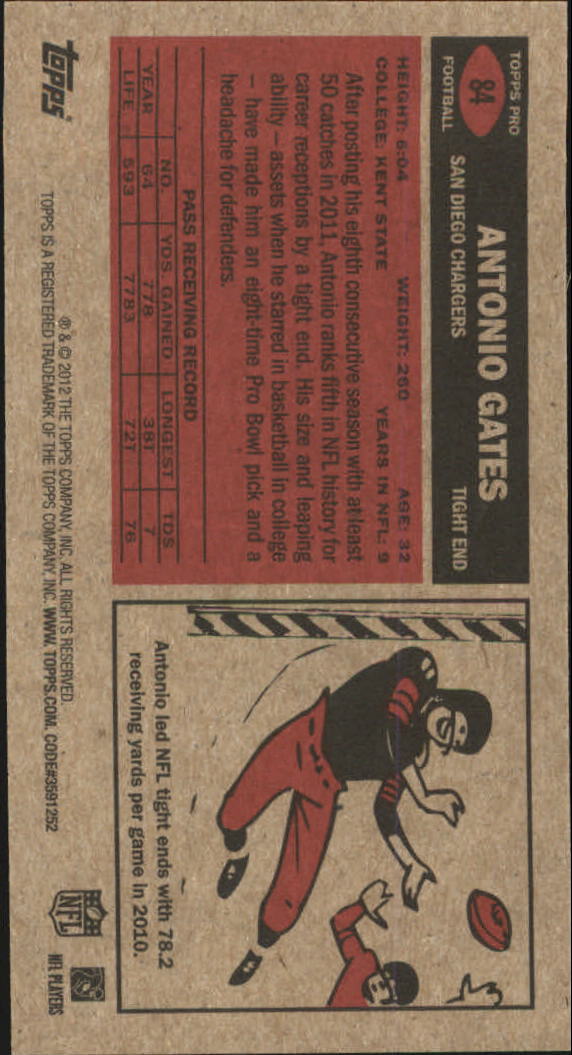 TOPPS PRO
84
FOOTBALL
ANTONIO GATES
SAN DIEGO CHARGERS TIGHT END
HEIGHT: 6-04 WEIGHT: 260 AGE: 32
COLLEGE: KENT STATE YEARS IN NFL: 9
After posting his eighth consecutive season with at least
50 catches in 2011, Antonio ranks fifth in NFL history for
career receptions by a tight end. His size and leaping
ability – assets when he starred in basketball in college
– have made him an eight-time Pro Bowl pick and a
headache for defenders.
PASS RECEIVING RECORD
NO. YDS. GAINED LONGEST TDS
YEAR 64 778 38T 7
LIFE 593 7783 72T 76
Antonio led NFL tight ends with 78.2
receiving yards per game in 2010.
topps
® & © 2012 THE TOPPS COMPANY, INC. ALL RIGHTS RESERVED.
TOPPS IS A REGISTERED TRADEMARK OF THE TOPPS COMPANY, INC. WWW.TOPPS.COM. CODE#3591252
NFL
NFL PLAYERS